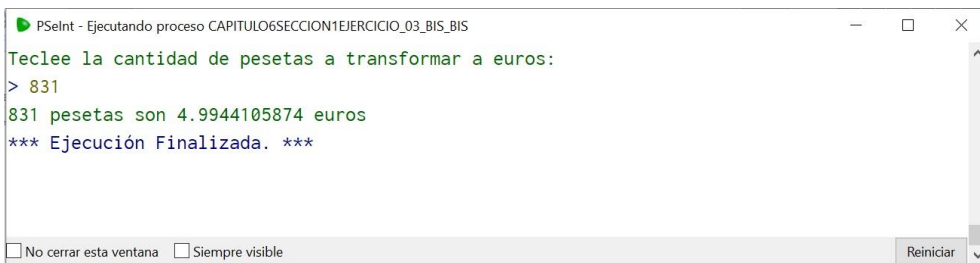 PSeInt - Ejecutando proceso CAPITULO6SECCION1EJERCICIO_03_BIS_BIS
Teclee la cantidad de pesetas a transformar a euros:
> 831
831 pesetas son 4.9944105874 euros
*** Ejecución Finalizada. ***
No cerrar esta ventana Siempre visible Reiniciar